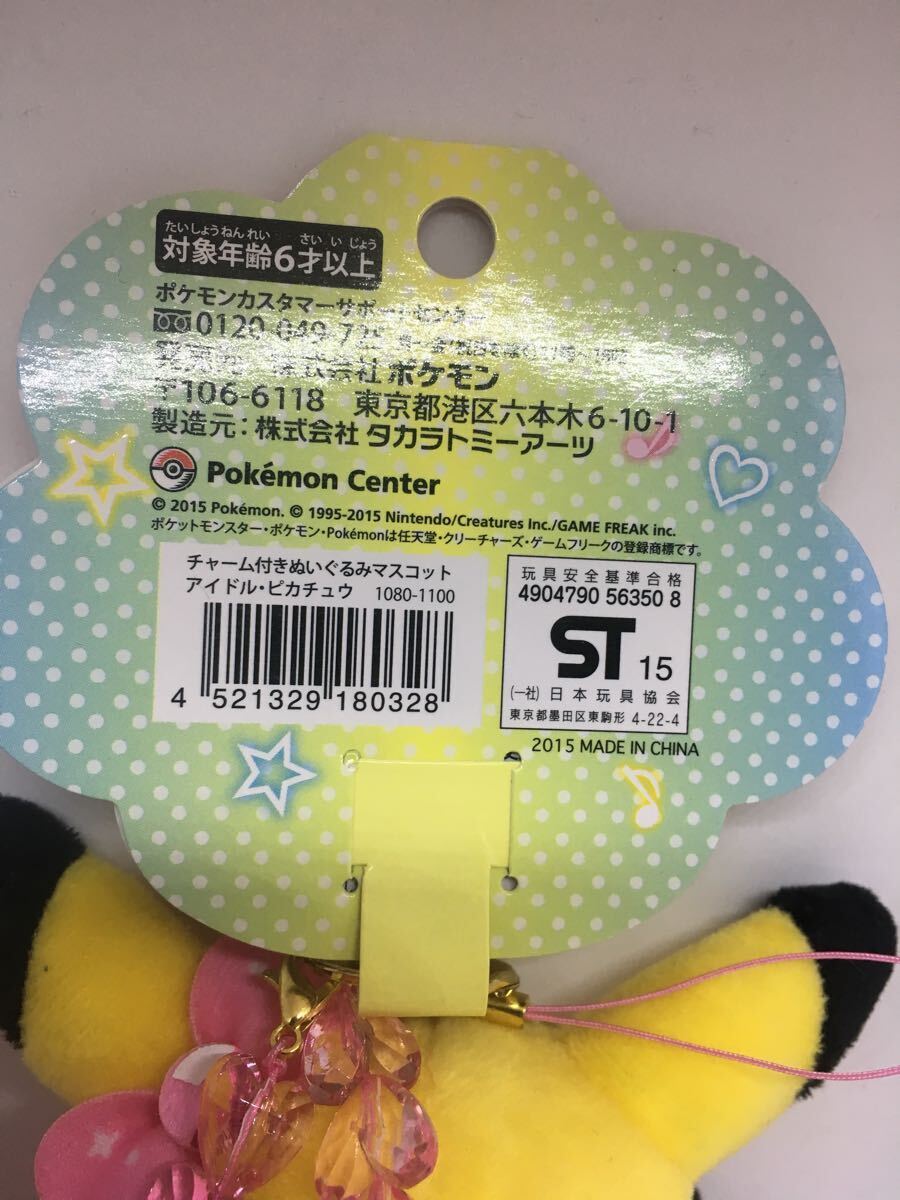 たいしょうねんれい さいいじょう
対象年齢6才以上
ポケモンカスタマーサポートセンター
0120-049-725
発売元 株式会社 ポケモン
〒106-6118 東京都港区六本木6-10-1
製造元:株式会社 タカラトミーアーツ
Pokémon Center
© 2015 Pokémon. © 1995-2015 Nintendo/Creatures Inc./GAME FREAK inc.
ポケットモンスター・ポケモン・Pokémonは任天堂・クリーチャーズ・ゲームフリークの登録商標です。
チャーム付きぬいぐるみマスコット
アイドル・ピカチュウ 1080-1100
4 521329 180328
玩具安全基準合格
4904790 56350 8
ST 15
(一社)日本玩具協会
東京都墨田区東駒形 4-22-4
2015 MADE IN CHINA